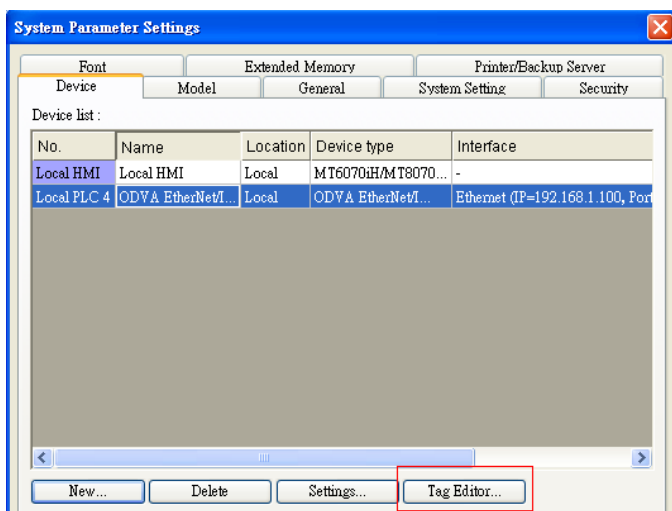 System Parameter Settings
Font Extended Memory Printer/Backup Server
Device Model General System Setting Security
Device list :
No. Name Location Device type Interface
Local HMI Local HMI Local MT6070iH/MT8070... -
Local PLC 4 ODVA EtherNet/I... Local ODVA EtherNet/I... Ethernet (IP=192.168.1.100, Port
New... Delete Settings... Tag Editor...